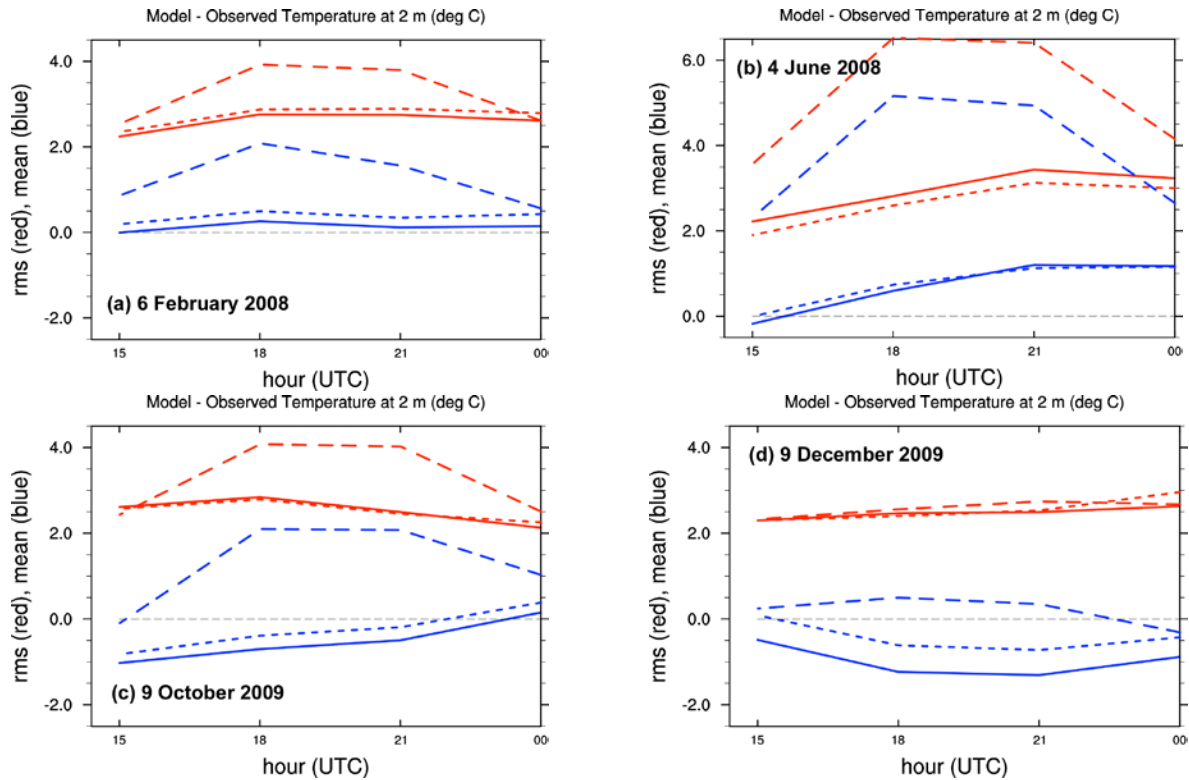 Model - Observed Temperature at 2 m (deg C)
rms (red), mean (blue)
4.0
2.0
0.0
-2.0
(a) 6 February 2008
15
18
21
00
hour (UTC)
Model - Observed Temperature at 2 m (deg C)
rms (red), mean (blue)
6.0
4.0
2.0
0.0
(b) 4 June 2008
15
18
21
00
hour (UTC)
Model - Observed Temperature at 2 m (deg C)
rms (red), mean (blue)
4.0
2.0
0.0
-2.0
(c) 9 October 2009
15
18
21
00
hour (UTC)
Model - Observed Temperature at 2 m (deg C)
rms (red), mean (blue)
4.0
2.0
0.0
-2.0
(d) 9 December 2009
15
18
21
00
hour (UTC)